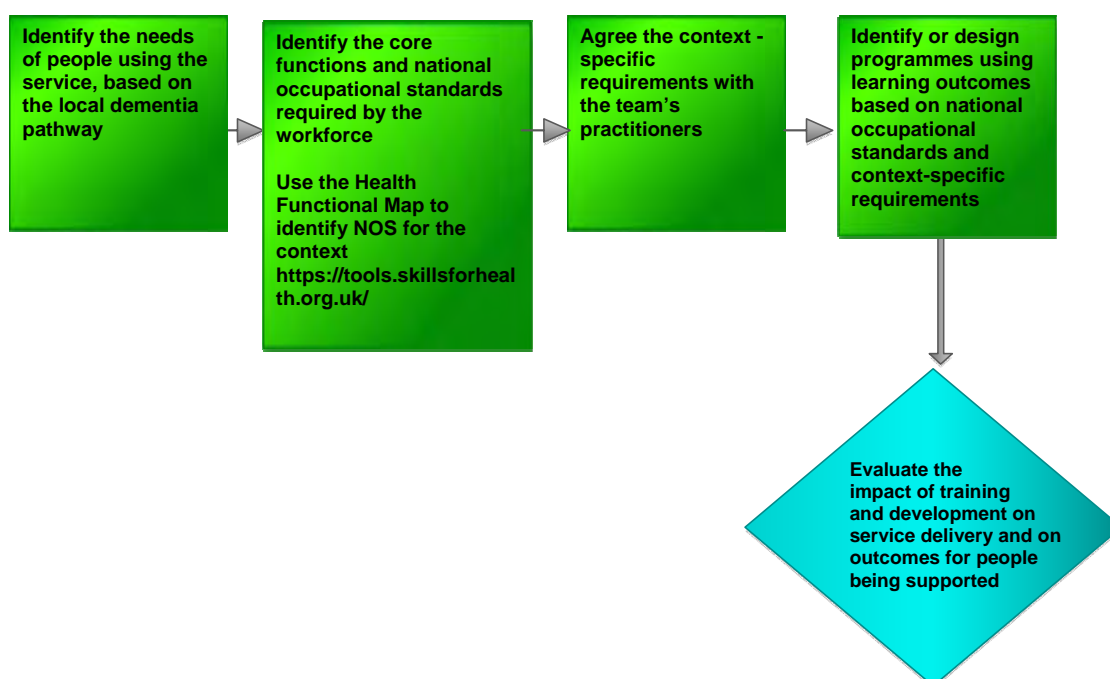 Identify the needs
of people using the
service, based on
the local dementia
pathway
Identify the core
functions and national
occupational standards
required by the
workforce
Use the Health
Functional Map to
identify NOS for the
context
https://tools.skillsforheal
th.org.uk/
Agree the context -
specific
requirements with
the team’s
practitioners
Identify or design
programmes using
learning outcomes
based on national
occupational
standards and
context-specific
requirements
Evaluate the
impact of training
and development on
service delivery and on
outcomes for people
being supported